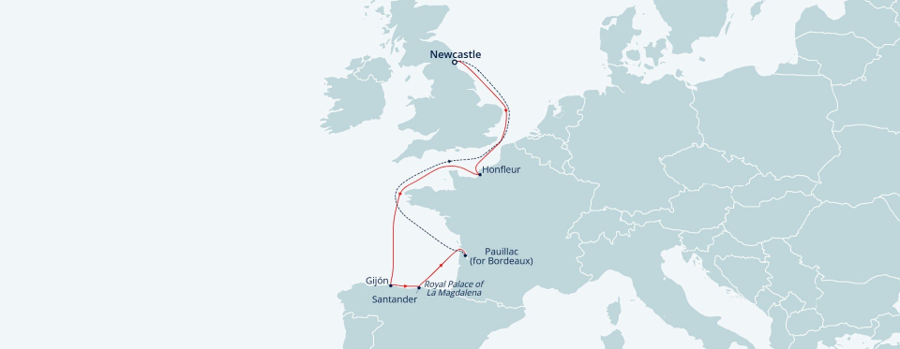 Newcastle
Honfleur
Pauillac
(for Bordeaux)
Gijón
Royal Palace of
La Magdalena
Santander